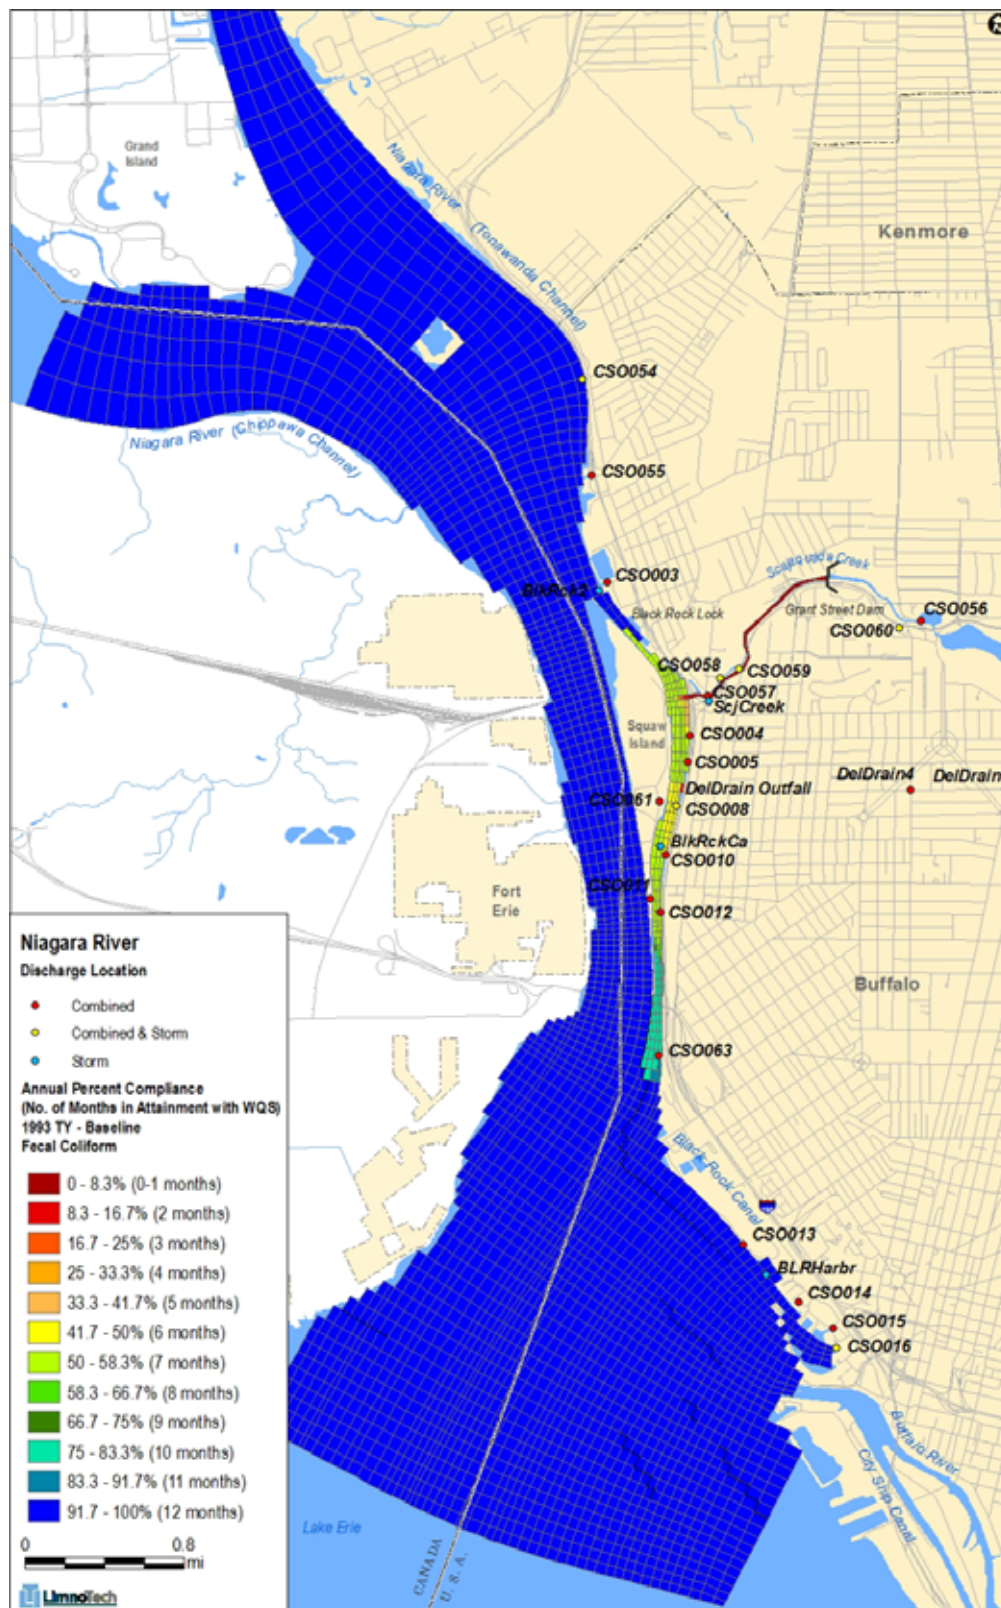 Grand
Island
Niagara River (Tonawanda Channel)
Kenmore
CSO054
Niagara River (Chippawa Channel)
CSO055
CSO003
BlkRck2
Black Rock Lock
Scajaquada Creek
Grant Street Dam
CSO056
CSO060
CSO058
CSO059
CSO057
ScjCreek
Squaw
Island
CSO004
CSO005
DelDrain4
DelDrain
DelDrain Outfall
CSO061
CSO008
BlkRckCa
CSO010
CSO011
CSO012
Fort
Erie
Buffalo
CSO063
Black Rock Canal
CSO013
BLRHarbr
CSO014
CSO015
CSO016
Buffalo River
City Ship Canal
Lake Erie
CANADA
U. S. A.
Niagara River
Discharge Location
Combined
Combined & Storm
Storm
Annual Percent Compliance
(No. of Months in Attainment with WQS)
1993 TY - Baseline
Fecal Coliform
0 - 8.3% (0-1 months)
8.3 - 16.7% (2 months)
16.7 - 25% (3 months)
25 - 33.3% (4 months)
33.3 - 41.7% (5 months)
41.7 - 50% (6 months)
50 - 58.3% (7 months)
58.3 - 66.7% (8 months)
66.7 - 75% (9 months)
75 - 83.3% (10 months)
83.3 - 91.7% (11 months)
91.7 - 100% (12 months)
0 0.8
mi
LimnoTech